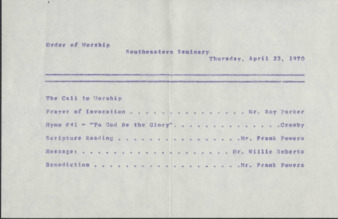 Order of Worship
Southeastern Seminary
Thursday, April 23, 1970
The Call to Worship
Prayer of Invocation . . . . . . . . . . . . . . . . Mr. Roy Parker
Hymn #41 - "To God Be the Glory". . . . . . . . . . . . . . .Crosby
Scripture Reading . . . . . . . . . . . . . . . . .Mr. Frank Powers
Message. . . . . . . . . . . . . . . . . . . . . Mr. Willie Roberts
Benediction . . . . . . . . . . . . . . . . . . . .Mr. Frank Powers